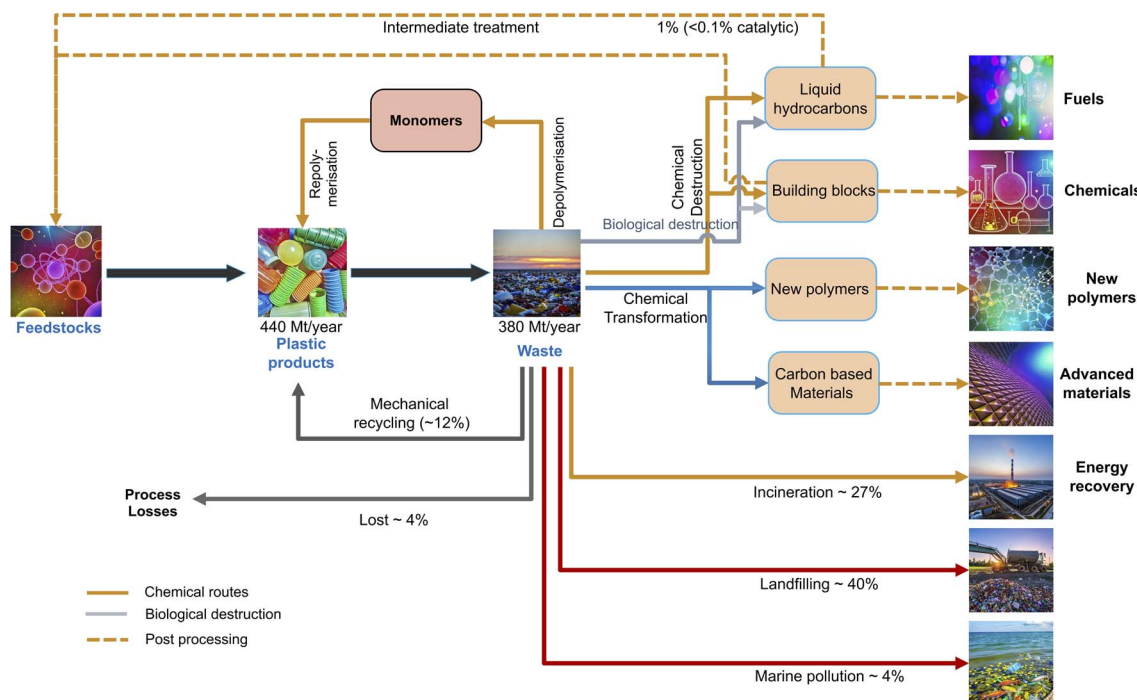 Intermediate treatment
1% (<0.1% catalytic)
Liquid
hydrocarbons
Fuels
Monomers
Repoly-
merisation
Depolymerisation
Chemical
Destruction
Building blocks
Chemicals
Biological destruction
Feedstocks
440 Mt/year
Plastic
products
380 Mt/year
Waste
Chemical
Transformation
New polymers
New
polymers
Carbon based
Materials
Advanced
materials
Mechanical
recycling (~12%)
Energy
recovery
Incineration ~ 27%
Process
Losses
Lost ~ 4%
Landfilling ~ 40%
Chemical routes
Biological destruction
Post processing
Marine pollution ~ 4%